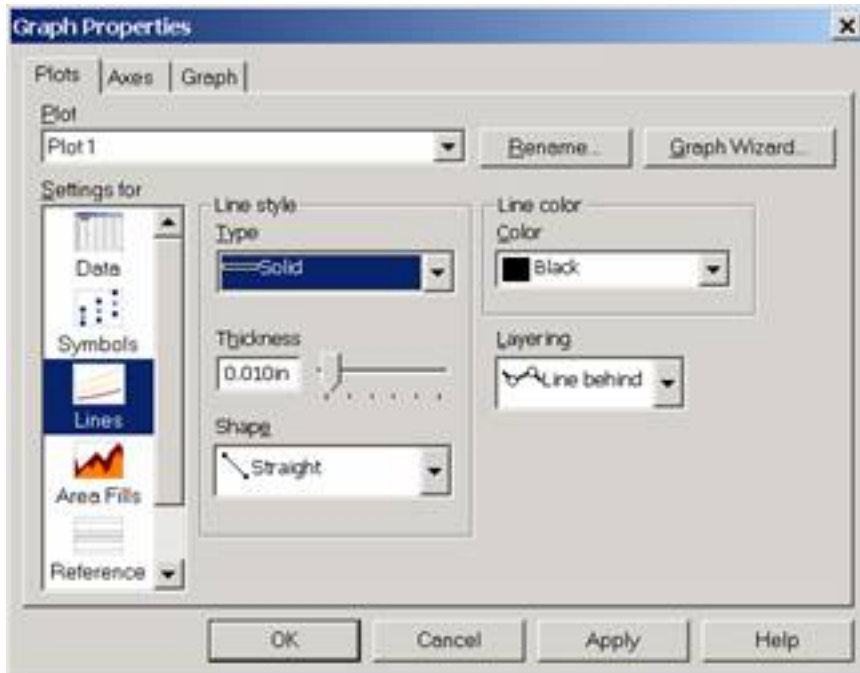 Graph Properties
Plots Axes Graph
Plot
Plot 1
Rename... Graph Wizard...
Settings for
Data
Symbols
Lines
Area Fills
Reference
Line style
Type
Solid
Thickness
0.010in
Shape
Straight
Line color
Color
Black
Layering
Line behind
OK Cancel Apply Help